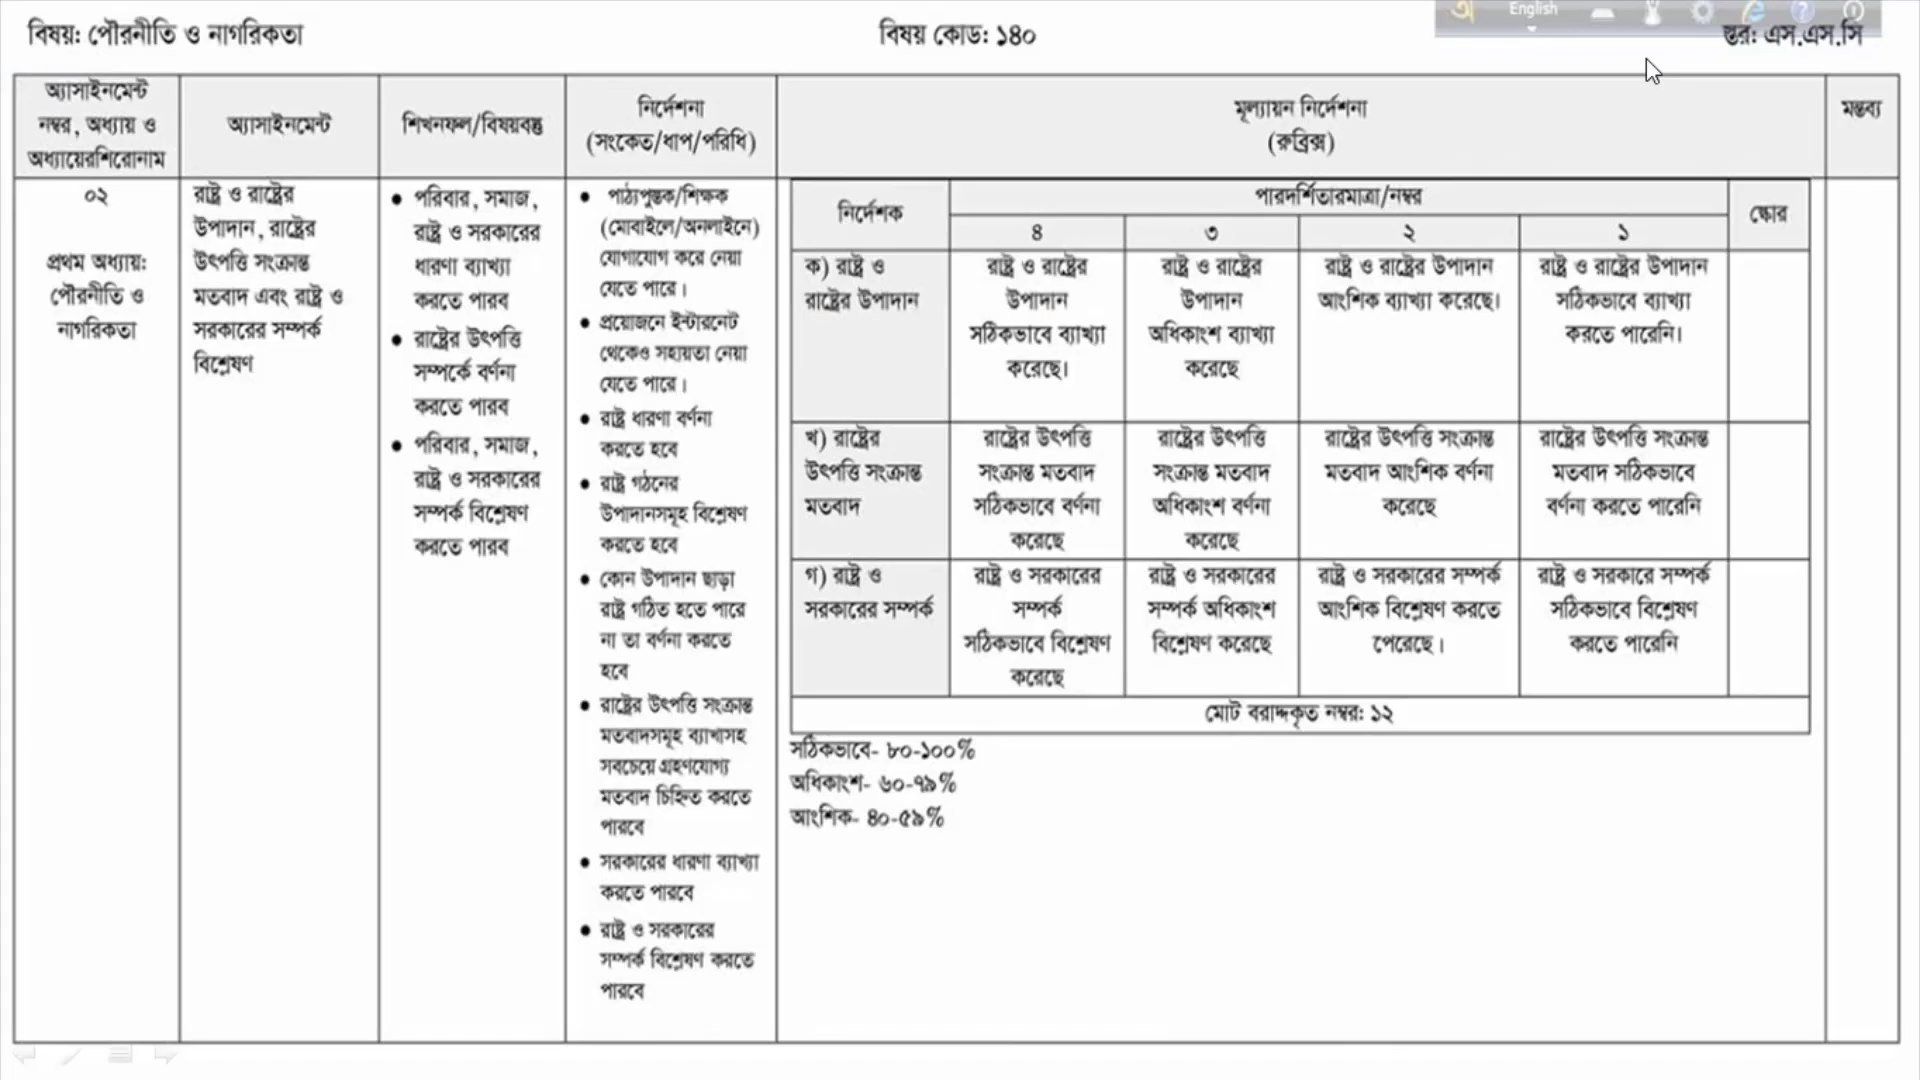 English
বিষয়: পৌরনীতি ও নাগরিকতা
বিষয় কোড: ১৪০
স্তর: এস.এস.সি
অ্যাসাইনমেন্ট
নম্বর, অধ্যায় ও
অধ্যায়েরশিরোনাম
অ্যাসাইনমেন্ট
শিখনফল/বিষয়বস্তু
নির্দেশনা
(সংকেত/ধাপ/পরিধি)
মূল্যায়ন নির্দেশনা
(রুব্রিক্স)
মন্তব্য
০২
প্রথম অধ্যায়:
পৌরনীতি ও
নাগরিকতা
রাষ্ট্র ও রাষ্ট্রের
উপাদান, রাষ্ট্রের
উৎপত্তি সংক্রান্ত
মতবাদ এবং রাষ্ট্র ও
সরকারের সম্পর্ক
বিশ্লেষণ
● পরিবার, সমাজ,
রাষ্ট্র ও সরকারের
ধারণা ব্যাখ্যা
করতে পারব
● রাষ্ট্রের উৎপত্তি
সম্পর্কে বর্ণনা
করতে পারব
● পরিবার, সমাজ,
রাষ্ট্র ও সরকারের
সম্পর্ক বিশ্লেষণ
করতে পারব
● পাঠ্যপুস্তক/শিক্ষক
(মোবাইলে/অনলাইনে)
যোগাযোগ করে নেয়া
যেতে পারে।
● প্রয়োজনে ইন্টারনেট
থেকেও সহায়তা নেয়া
যেতে পারে।
● রাষ্ট্র ধারণা বর্ণনা
করতে হবে
● রাষ্ট্র গঠনের
উপাদানসমূহ বিশ্লেষণ
করতে হবে
● কোন উপাদান ছাড়া
রাষ্ট্র গঠিত হতে পারে
না তা বর্ণনা করতে
হবে
● রাষ্ট্রের উৎপত্তি সংক্রান্ত
মতবাদসমূহ ব্যাখাসহ
সবচেয়ে গ্রহণযোগ্য
মতবাদ চিহ্নিত করতে
পারবে
● সরকারের ধারণা ব্যাখ্যা
করতে পারবে
● রাষ্ট্র ও সরকারের
সম্পর্ক বিশ্লেষণ করতে
পারবে
নির্দেশক
পারদর্শিতারমাত্রা/নম্বর
স্কোর
৪
৩
২
১
ক) রাষ্ট্র ও
রাষ্ট্রের উপাদান
রাষ্ট্র ও রাষ্ট্রের
উপাদান
সঠিকভাবে ব্যাখ্যা
করেছে।
রাষ্ট্র ও রাষ্ট্রের
উপাদান
অধিকাংশ ব্যাখ্যা
করেছে
রাষ্ট্র ও রাষ্ট্রের উপাদান
আংশিক ব্যাখ্যা করেছে।
রাষ্ট্র ও রাষ্ট্রের উপাদান
সঠিকভাবে ব্যাখ্যা
করতে পারেনি।
খ) রাষ্ট্রের
উৎপত্তি সংক্রান্ত
মতবাদ
রাষ্ট্রের উৎপত্তি
সংক্রান্ত মতবাদ
সঠিকভাবে বর্ণনা
করেছে
রাষ্ট্রের উৎপত্তি
সংক্রান্ত মতবাদ
অধিকাংশ বর্ণনা
করেছে
রাষ্ট্রের উৎপত্তি সংক্রান্ত
মতবাদ আংশিক বর্ণনা
করেছে
রাষ্ট্রের উৎপত্তি সংক্রান্ত
মতবাদ সঠিকভাবে
বর্ণনা করতে পারেনি
গ) রাষ্ট্র ও
সরকারের সম্পর্ক
রাষ্ট্র ও সরকারের
সম্পর্ক
সঠিকভাবে বিশ্লেষণ
করেছে
রাষ্ট্র ও সরকারের
সম্পর্ক অধিকাংশ
বিশ্লেষণ করেছে
রাষ্ট্র ও সরকারের সম্পর্ক
আংশিক বিশ্লেষণ করতে
পেরেছে।
রাষ্ট্র ও সরকারে সম্পর্ক
সঠিকভাবে বিশ্লেষণ
করতে পারেনি
মোট বরাদ্দকৃত নম্বর: ১২
সঠিকভাবে- ৮০-১০০%
অধিকাংশ- ৬০-৭৯%
আংশিক- ৪০-৫৯%